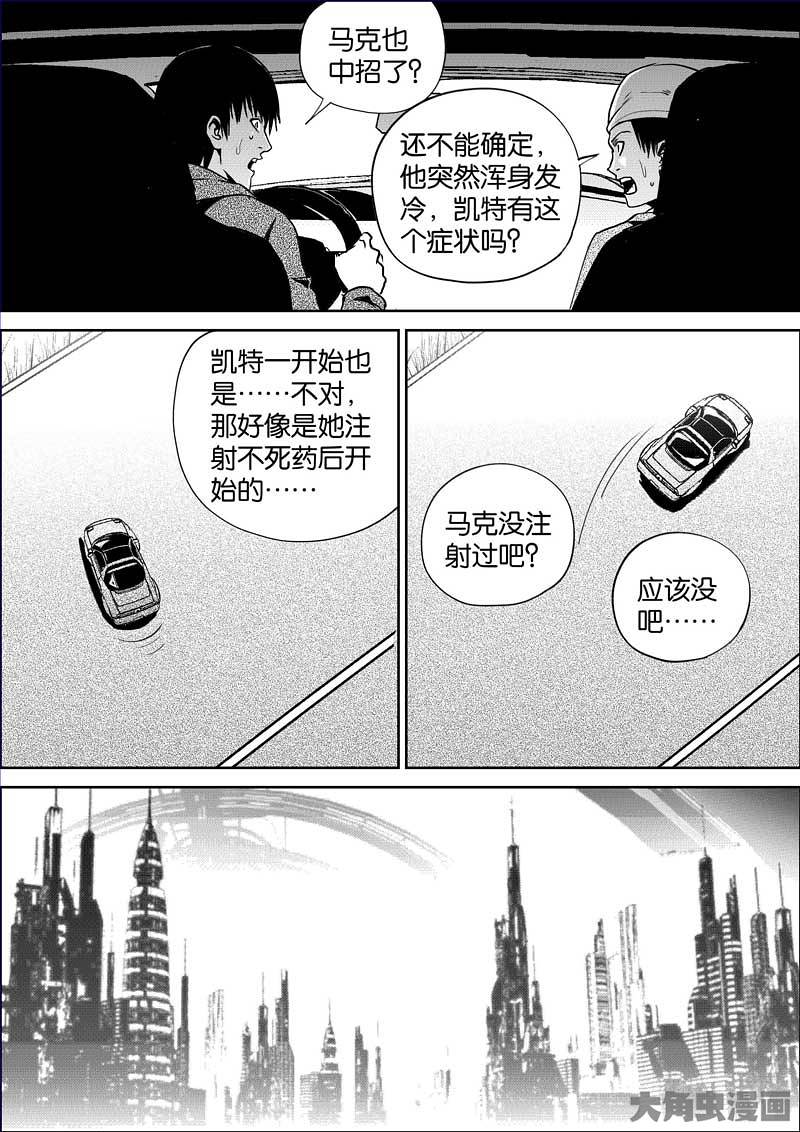 马克也
中招了？
还不能确定，
他突然浑身发
冷，凯特有这
个症状吗？
凯特一开始也
是……不对，
那好像是她注
射不死药后开
始的……
马克没注
射过吧？
应该没
吧……
大角虫漫画